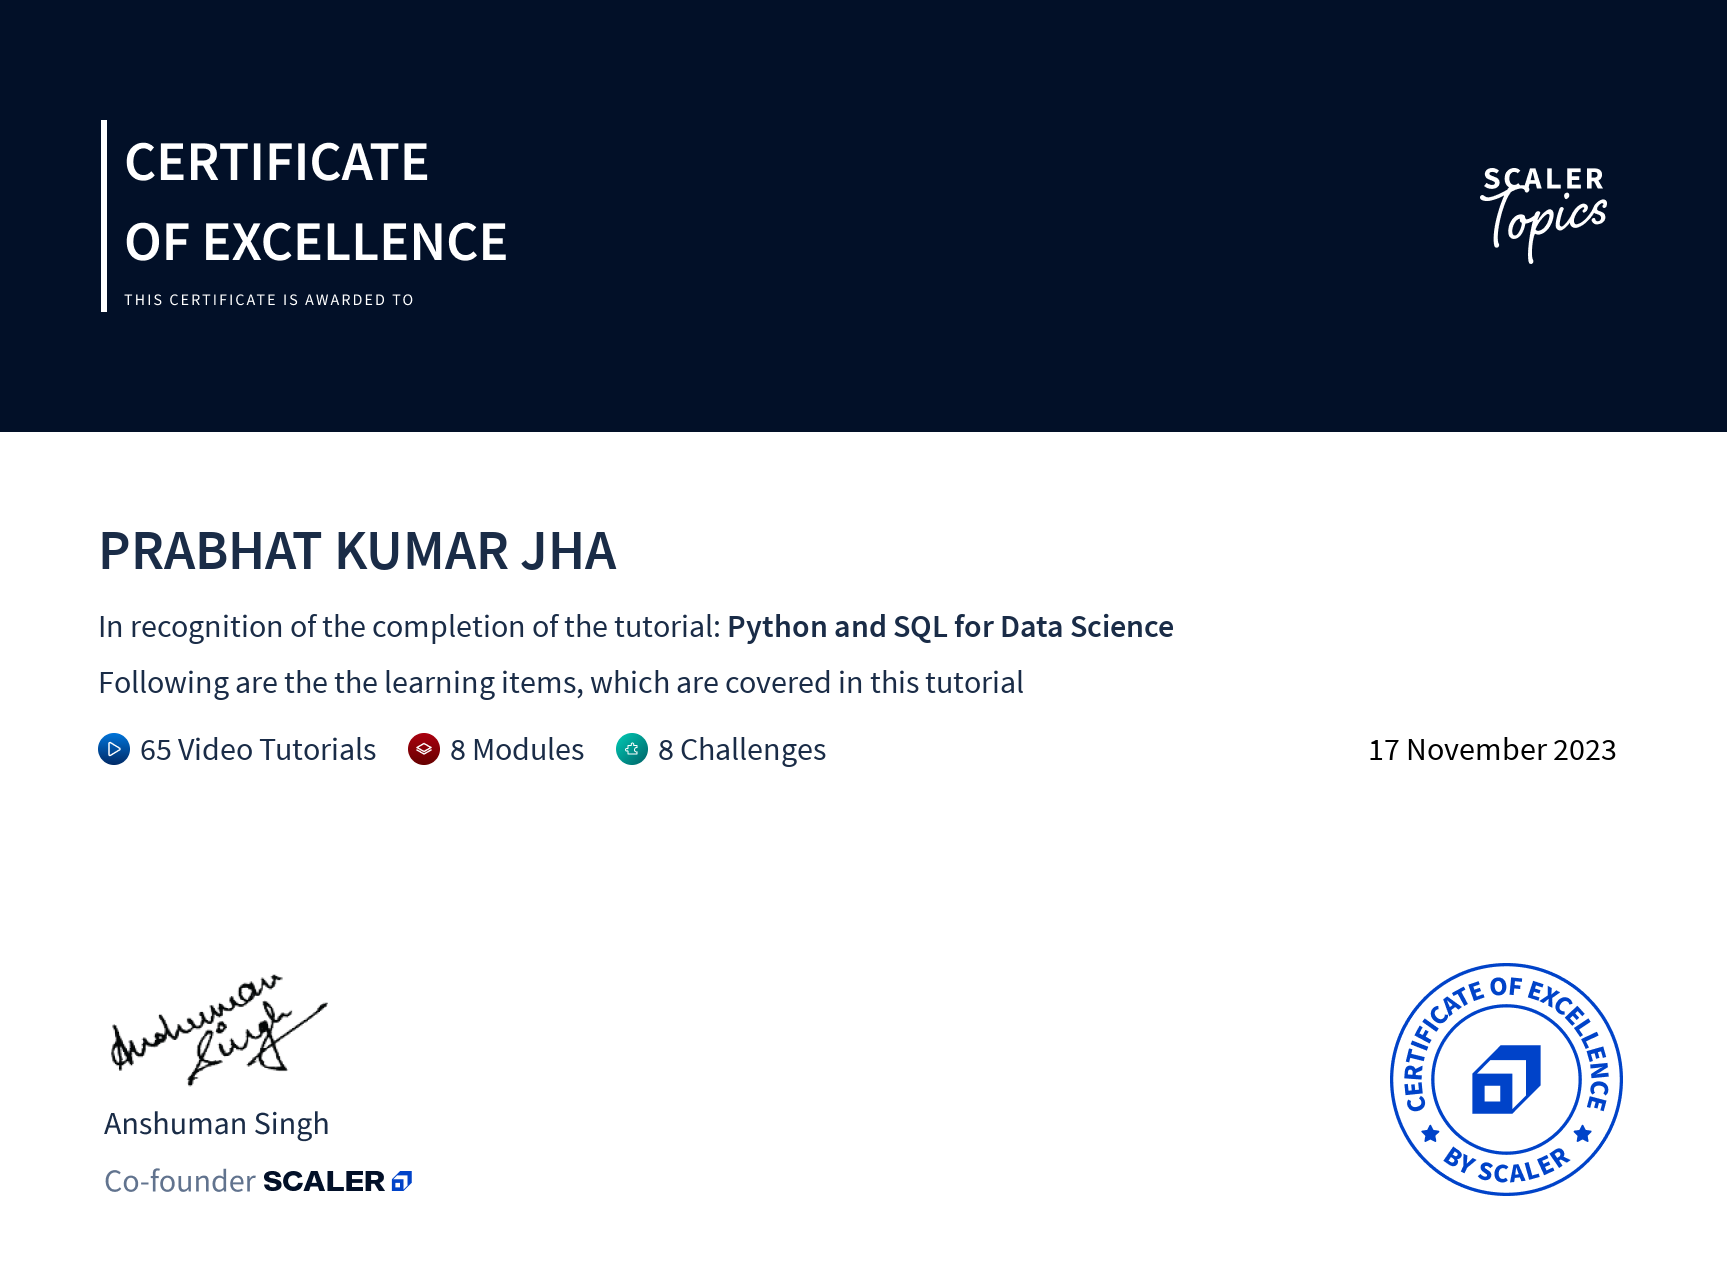 CERTIFICATE
OF EXCELLENCE
THIS CERTIFICATE IS AWARDED TO
SCALER
Topics
PRABHAT KUMAR JHA
In recognition of the completion of the tutorial: Python and SQL for Data Science
Following are the the learning items, which are covered in this tutorial
65 Video Tutorials 8 Modules 8 Challenges
17 November 2023
Anshuman
Singh
Anshuman Singh
Co-founder SCALER
CERTIFICATE OF EXCELLENCE
BY SCALER